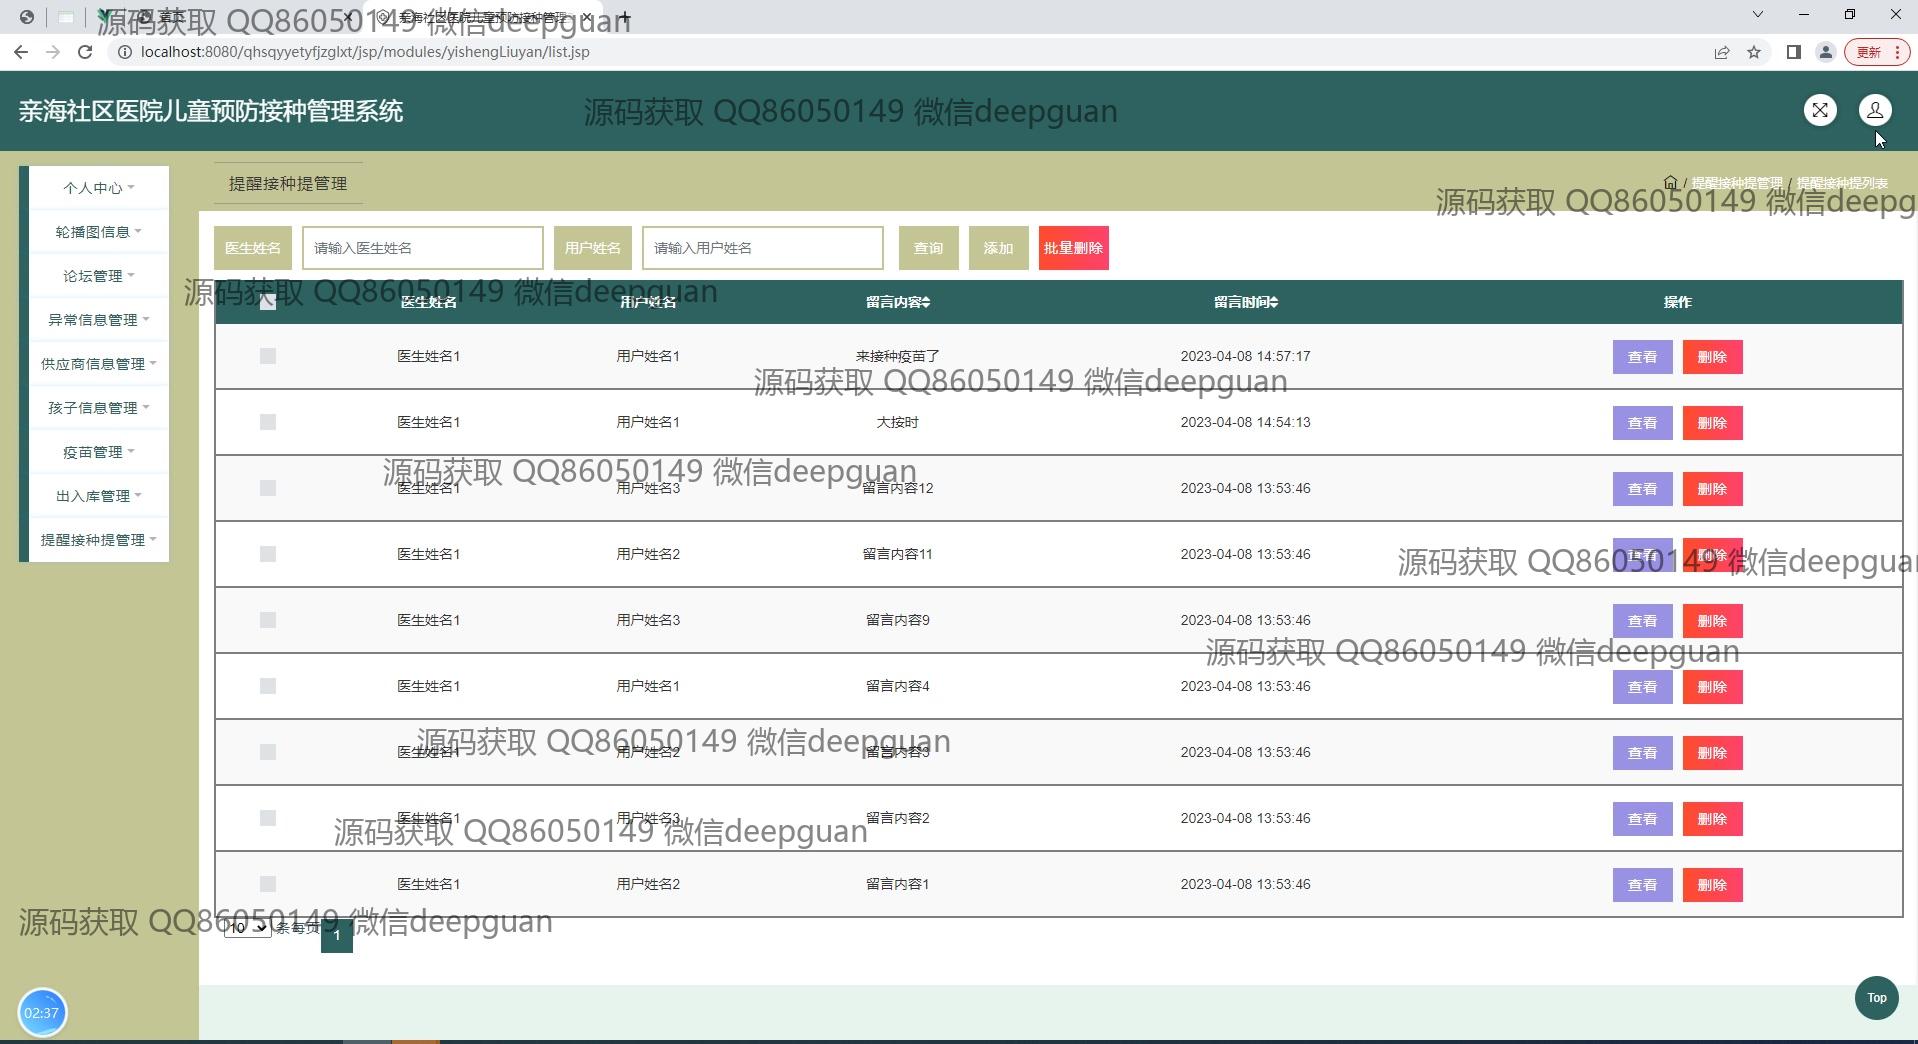 首页
亲海社区医院儿童预防接种管理
源码获取 QQ86050149 微信deepguan
localhost:8080/qhsqyyetyfjzglxt/jsp/modules/yishengLiuyan/list.jsp
更新
亲海社区医院儿童预防接种管理系统
源码获取 QQ86050149 微信deepguan
个人中心
轮播图信息
论坛管理
异常信息管理
供应商信息管理
孩子信息管理
疫苗管理
出入库管理
提醒接种提管理
提醒接种提管理
/ 提醒接种提管理 / 提醒接种提列表
源码获取 QQ86050149 微信deepg
医生姓名 请输入医生姓名 用户姓名 请输入用户姓名 查询 添加 批量删除
源码获取 QQ86050149 微信deepguan
医生姓名 用户姓名 留言内容 留言时间 操作
医生姓名1 用户姓名1 来接种疫苗了 2023-04-08 14:57:17 查看 删除
源码获取 QQ86050149 微信deepguan
医生姓名1 用户姓名1 大按时 2023-04-08 14:54:13 查看 删除
源码获取 QQ86050149 微信deepguan
医生姓名1 用户姓名3 留言内容12 2023-04-08 13:53:46 查看 删除
医生姓名1 用户姓名2 留言内容11 2023-04-08 13:53:46 查看 删除
源码获取 QQ86050149 微信deepguan
医生姓名1 用户姓名3 留言内容9 2023-04-08 13:53:46 查看 删除
源码获取 QQ86050149 微信deepguan
医生姓名1 用户姓名1 留言内容4 2023-04-08 13:53:46 查看 删除
源码获取 QQ86050149 微信deepguan
医生姓名1 用户姓名2 留言内容3 2023-04-08 13:53:46 查看 删除
医生姓名1 用户姓名3 留言内容2 2023-04-08 13:53:46 查看 删除
源码获取 QQ86050149 微信deepguan
医生姓名1 用户姓名2 留言内容1 2023-04-08 13:53:46 查看 删除
源码获取 QQ86050149 微信deepguan
10 条每页 1
Top
02:37